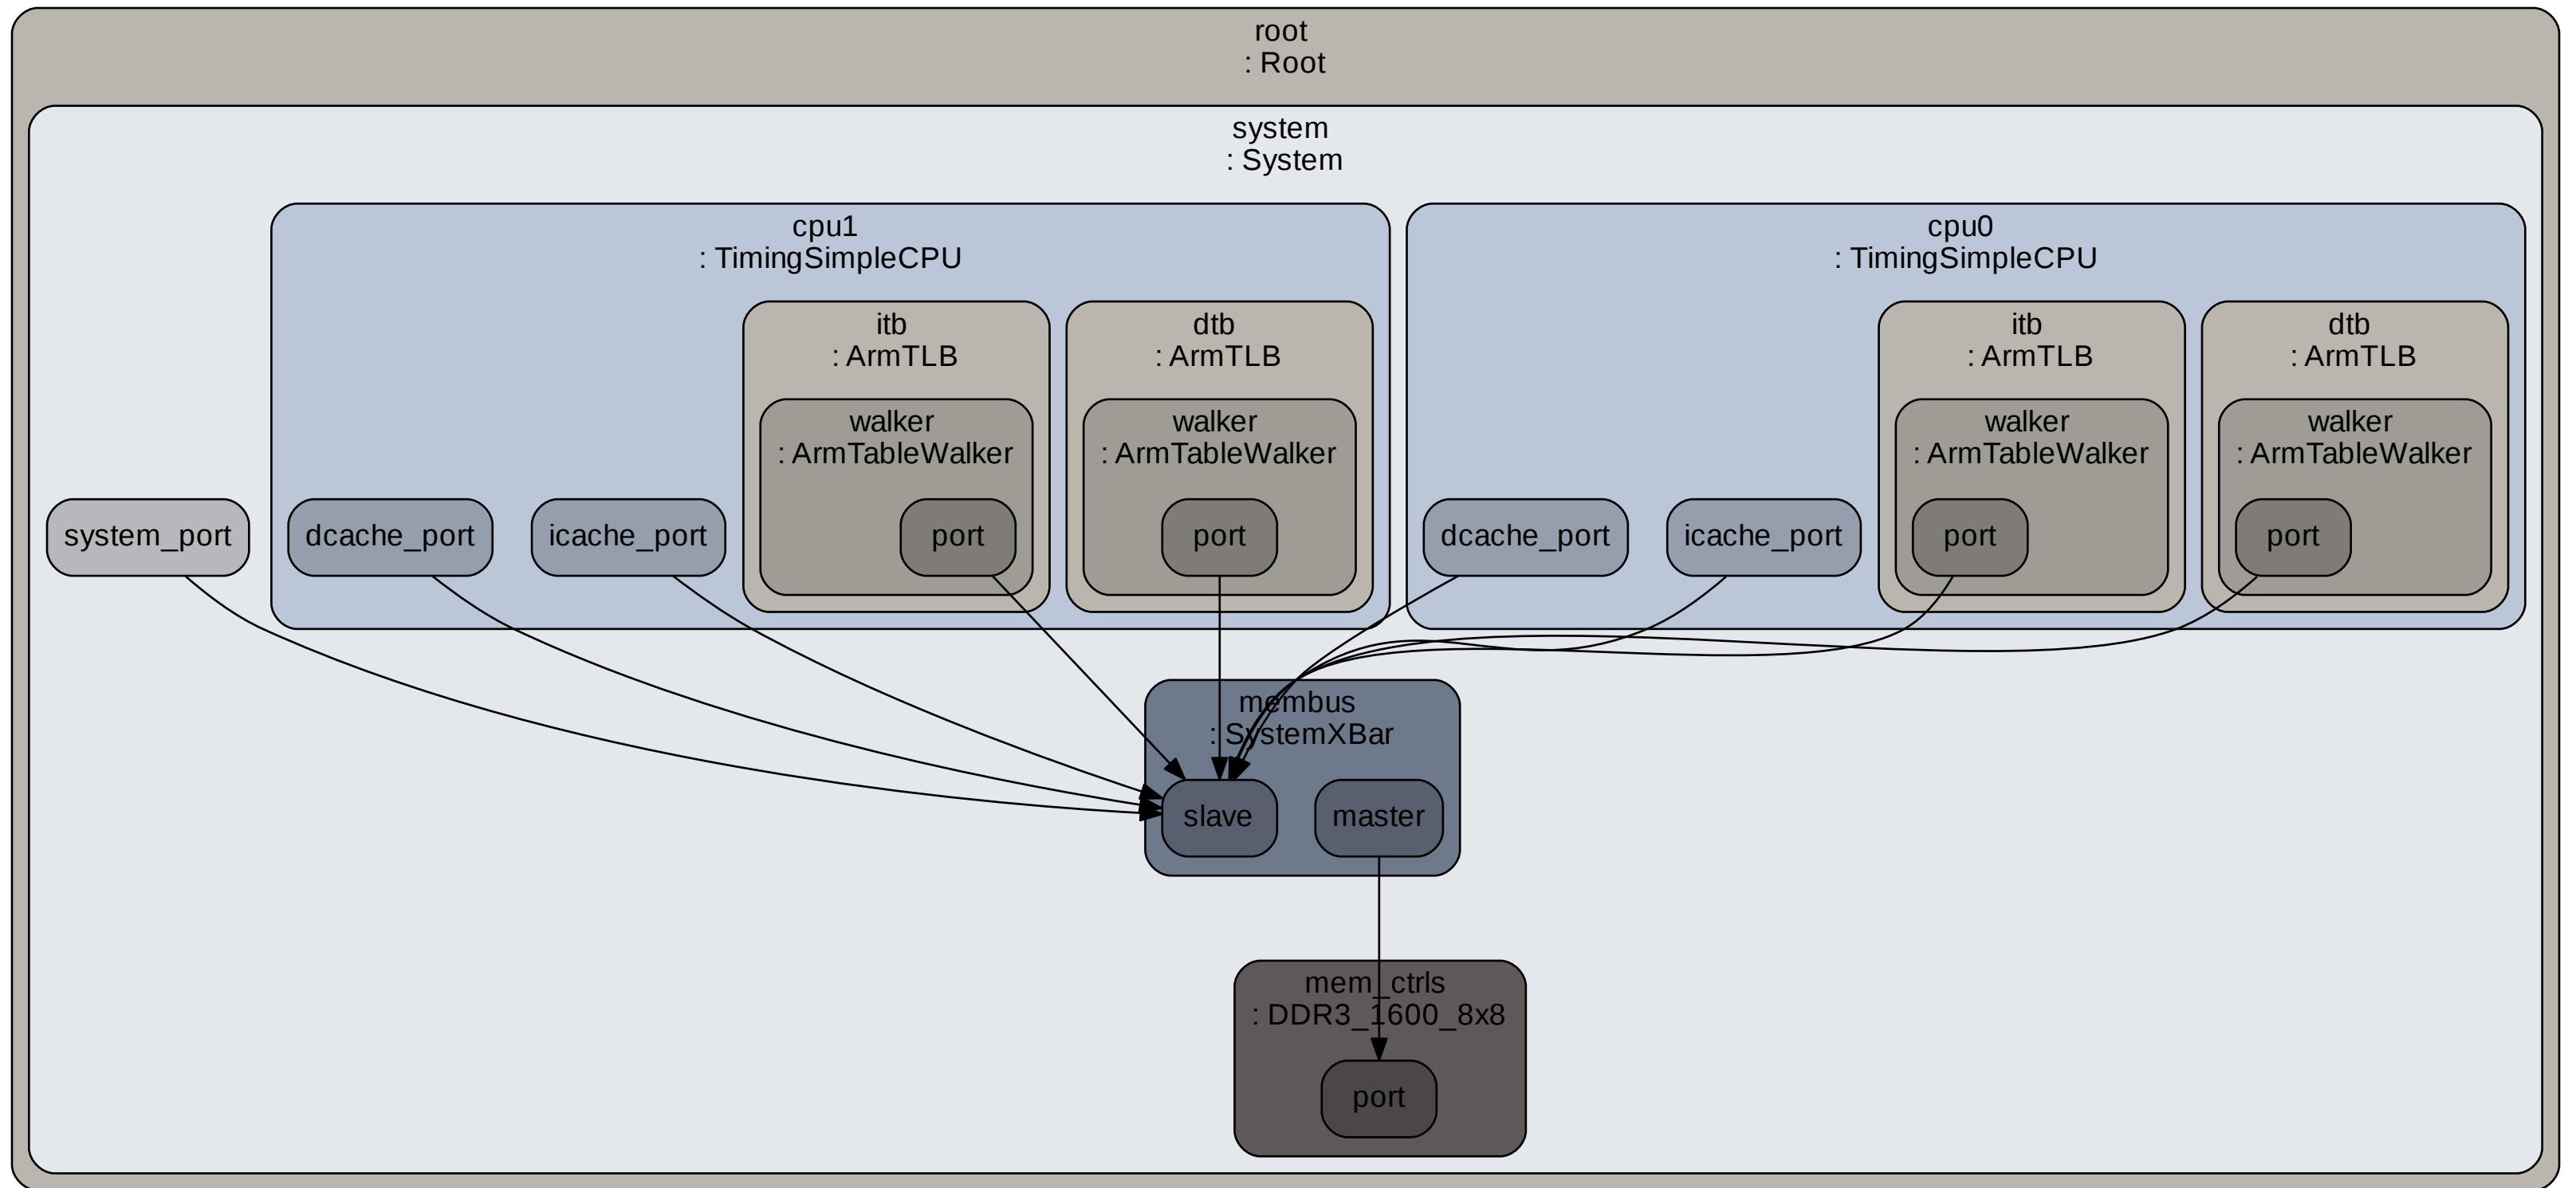 root
: Root
system
: System
cpu1
: TimingSimpleCPU
cpu0
: TimingSimpleCPU
itb
: ArmTLB
dtb
: ArmTLB
itb
: ArmTLB
dtb
: ArmTLB
walker
: ArmTableWalker
walker
: ArmTableWalker
walker
: ArmTableWalker
walker
: ArmTableWalker
system_port
dcache_port
icache_port
port
port
dcache_port
icache_port
port
port
membus
: SystemXBar
slave
master
mem_ctrls
: DDR3_1600_8x8
port